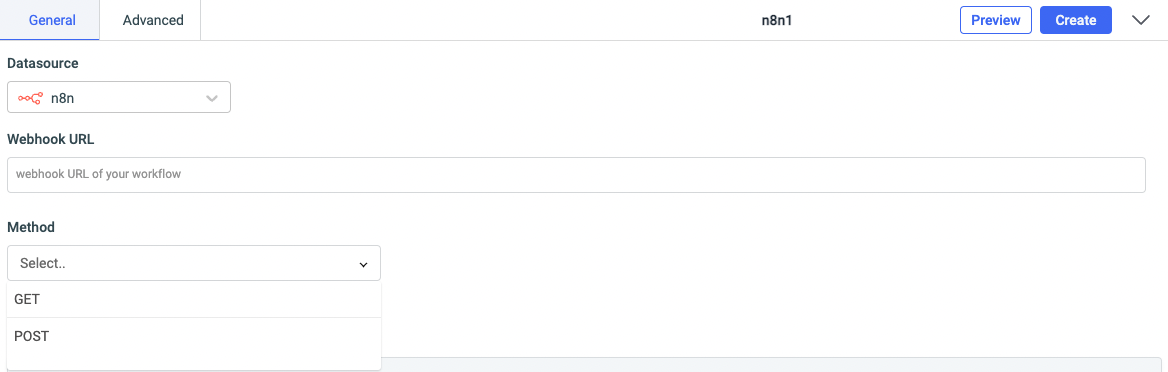 General Advanced n8n1 Preview Create
Datasource
n8n
Webhook URL
webhook URL of your workflow
Method
Select..
GET
POST